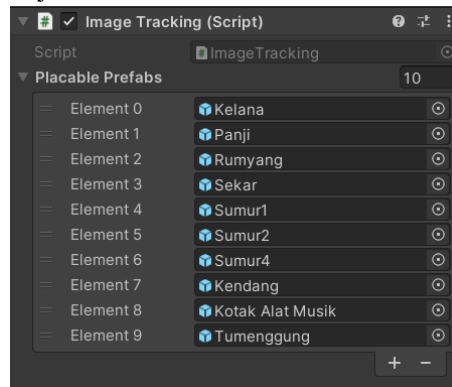 Image Tracking (Script)
Script ImageTracking
Placable Prefabs 10
Element 0 Kelana
Element 1 Panji
Element 2 Rumyang
Element 3 Sekar
Element 4 Sumur1
Element 5 Sumur2
Element 6 Sumur4
Element 7 Kendang
Element 8 Kotak Alat Musik
Element 9 Tumenggung
+ −